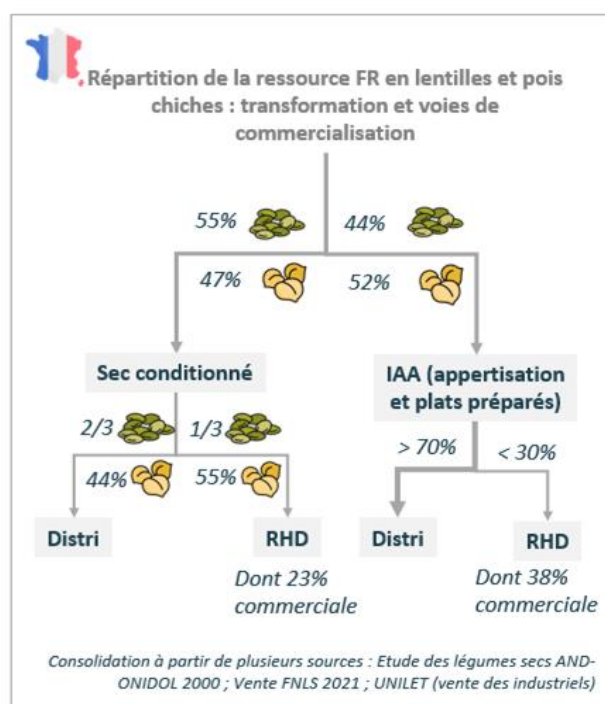 Répartition de la ressource FR en lentilles et pois
chiches : transformation et voies de
commercialisation
55%
44%
47%
52%
Sec conditionné
IAA (appertisation
et plats préparés)
2/3
1/3
> 70%
< 30%
44%
55%
Distri
RHD
Distri
RHD
Dont 23%
commerciale
Dont 38%
commerciale
Consolidation à partir de plusieurs sources : Etude des légumes secs AND-
ONIDOL 2000 ; Vente FNLS 2021 ; UNILET (vente des industriels)